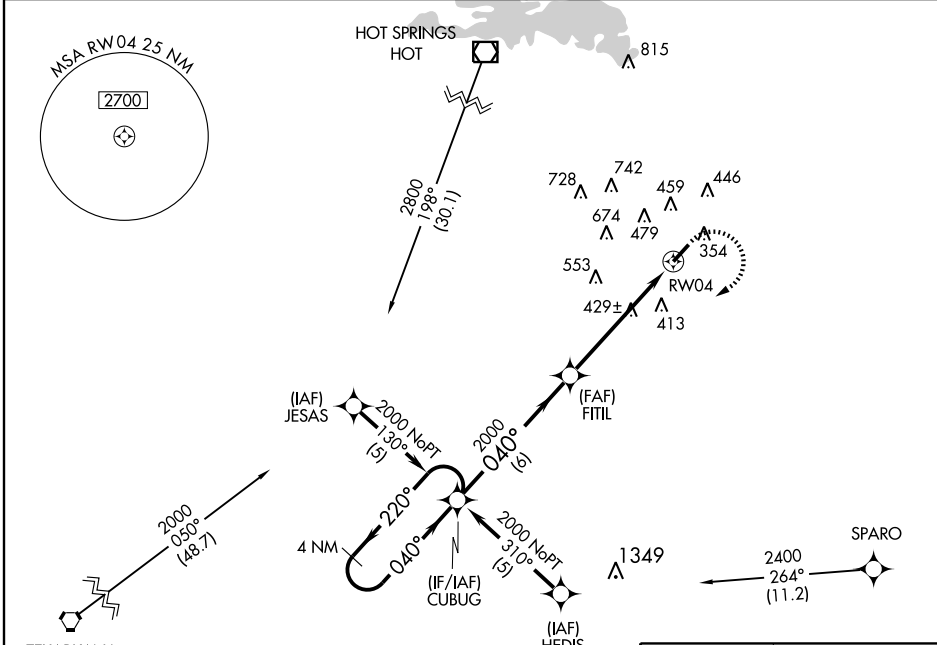 MSA RW04 25 NM
2700
HOT SPRINGS
HOT
815
2800
198°
(30.1)
728
742
459
446
674
479
354
553
RW04
429±
413
(FAF)
FITIL
(IAF)
JESAS
2000 NoPT
130°
(5)
2000
040°
(6)
220°
040°
4 NM
(IF/IAF)
CUBUG
2000 NoPT
310°
(5)
1349
SPARO
2400
264°
(11.2)
2000
050°
(48.7)
(IAF)
HEDIS